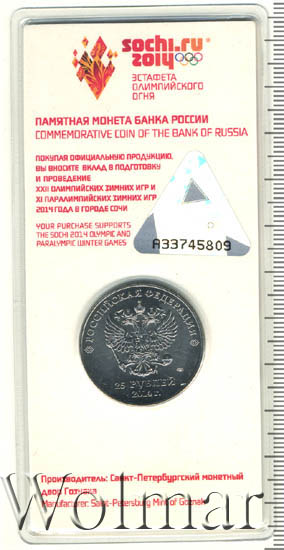 sochi.ru
2014
ЭСТАФЕТА
ОЛИМПИЙСКОГО
ОГНЯ
ПАМЯТНАЯ МОНЕТА БАНКА РОССИИ
COMMEMORATIVE COIN OF THE BANK OF RUSSIA
ПОКУПАЯ ОФИЦИАЛЬНУЮ ПРОДУКЦИЮ,
ВЫ ВНОСИТЕ ВКЛАД В ПОДГОТОВКУ
И ПРОВЕДЕНИЕ
XXII ОЛИМПИЙСКИХ ЗИМНИХ ИГР И
XI ПАРАЛИМПИЙСКИХ ЗИМНИХ ИГР
2014 ГОДА В ГОРОДЕ СОЧИ
YOUR PURCHASE SUPPORTS
THE SOCHI 2014 OLYMPIC AND
PARALYMPIC WINTER GAMES
A33745809
РОССИЙСКАЯ ФЕДЕРАЦИЯ
25 РУБЛЕЙ
2014 г.
Производитель: Санкт-Петербургский монетный
двор Гознака
Manufacturer: Saint-Petersburg Mint of Goznak
Wolmar